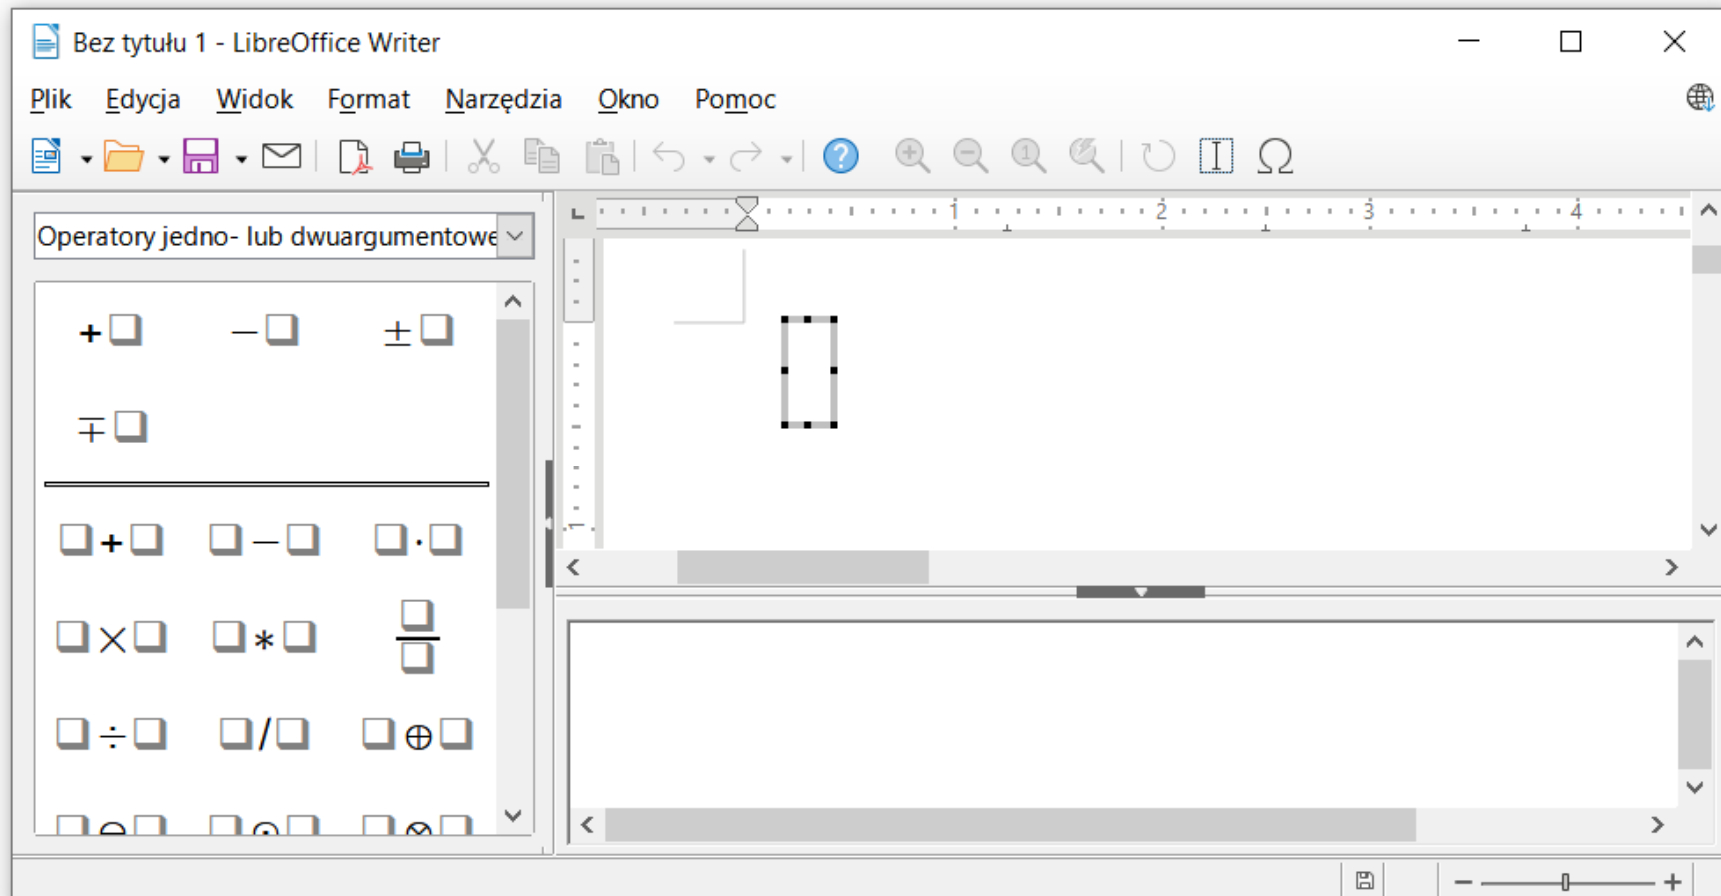 Bez tytułu 1 - LibreOffice Writer
Plik Edycja Widok Format Narzędzia Okno Pomoc
Operatory jedno- lub dwuargumentowe
1 2 3 4
+□ −□ ±□
∓□
□+□ □−□ □·□
□×□ □∗□ □/□
□÷□ □/□ □⊕□
□⊖□ □⊙□ □⊗□
1